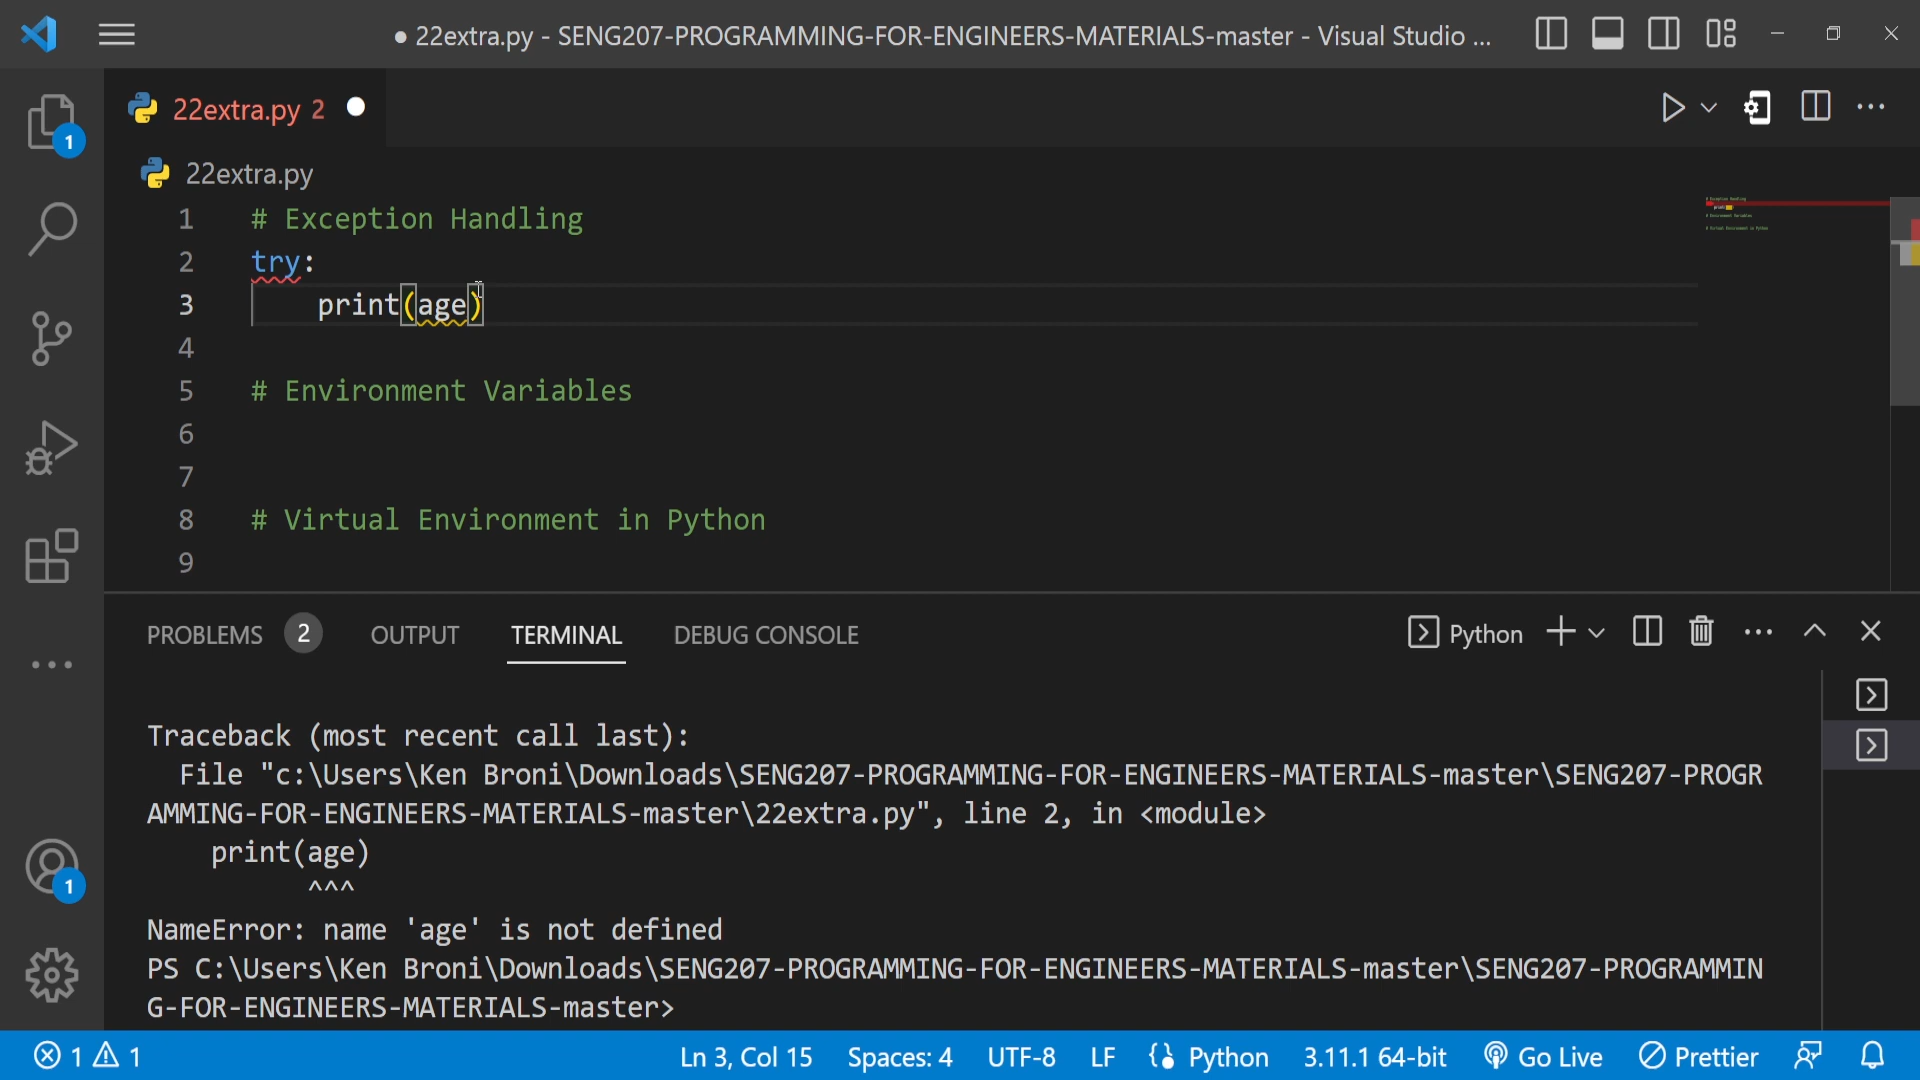 ● 22extra.py - SENG207-PROGRAMMING-FOR-ENGINEERS-MATERIALS-master - Visual Studio ...
22extra.py 2
22extra.py
1 # Exception Handling
2 try:
3 print(age)
4
5 # Environment Variables
6
7
8 # Virtual Environment in Python
9
1
1
PROBLEMS 2 OUTPUT TERMINAL DEBUG CONSOLE Python
Traceback (most recent call last):
File "c:\Users\Ken Broni\Downloads\SENG207-PROGRAMMING-FOR-ENGINEERS-MATERIALS-master\SENG207-PROGR
AMMING-FOR-ENGINEERS-MATERIALS-master\22extra.py", line 2, in <module>
print(age)
^^^
NameError: name 'age' is not defined
PS C:\Users\Ken Broni\Downloads\SENG207-PROGRAMMING-FOR-ENGINEERS-MATERIALS-master\SENG207-PROGRAMMIN
G-FOR-ENGINEERS-MATERIALS-master>
1 1 Ln 3, Col 15 Spaces: 4 UTF-8 LF {} Python 3.11.1 64-bit Go Live Prettier